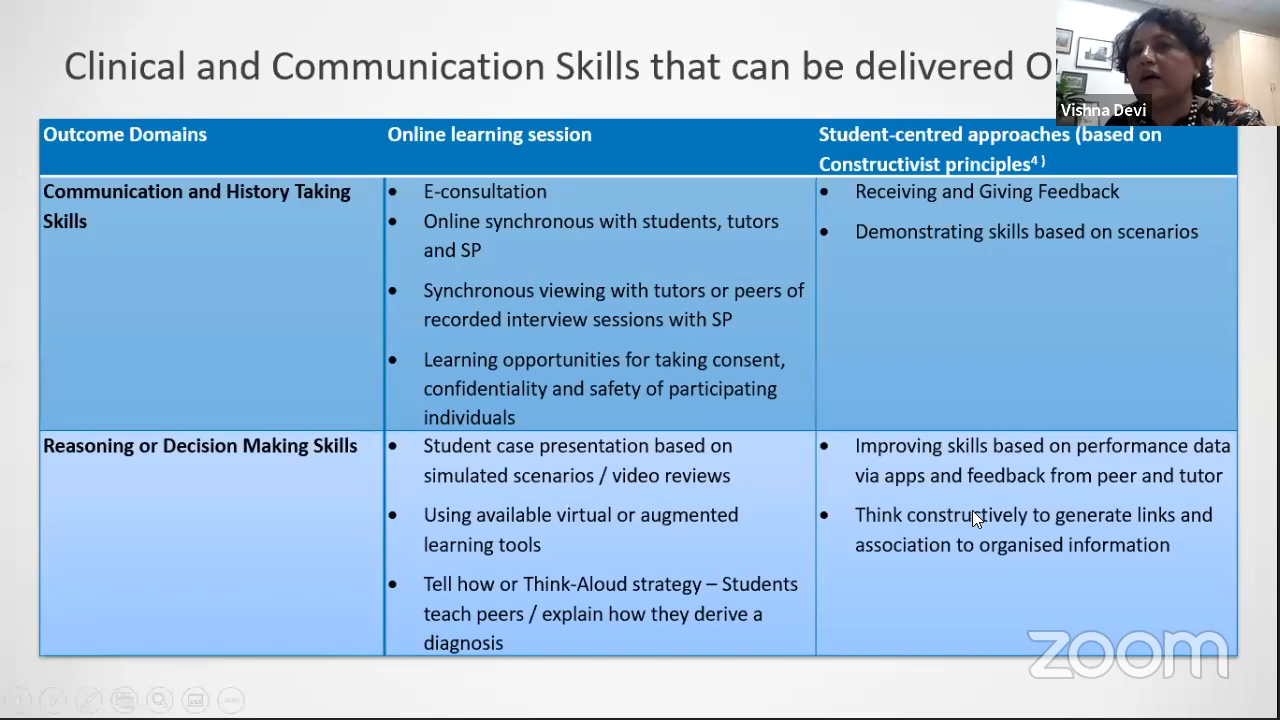 Clinical and Communication Skills that can be delivered O
Vishna Devi
Outcome Domains
Online learning session
Student-centred approaches (based on
Constructivist principles4 )
Communication and History Taking
Skills
• E-consultation
• Online synchronous with students, tutors
and SP
• Synchronous viewing with tutors or peers of
recorded interview sessions with SP
• Learning opportunities for taking consent,
confidentiality and safety of participating
individuals
• Receiving and Giving Feedback
• Demonstrating skills based on scenarios
Reasoning or Decision Making Skills
• Student case presentation based on
simulated scenarios / video reviews
• Using available virtual or augmented
learning tools
• Tell how or Think-Aloud strategy – Students
teach peers / explain how they derive a
diagnosis
• Improving skills based on performance data
via apps and feedback from peer and tutor
• Think constructively to generate links and
association to organised information
zoom